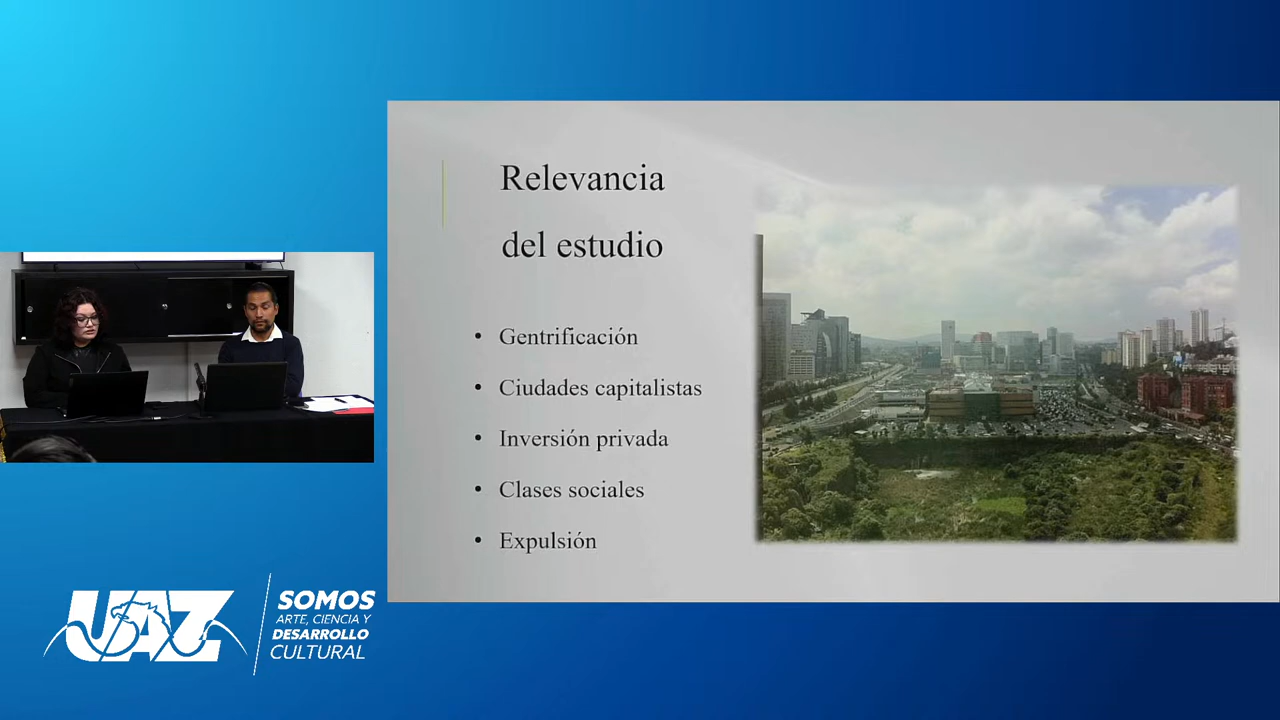 Relevancia
del estudio
• Gentrificación
• Ciudades capitalistas
• Inversión privada
• Clases sociales
• Expulsión
UAZ
SOMOS
ARTE, CIENCIA Y
DESARROLLO
CULTURAL